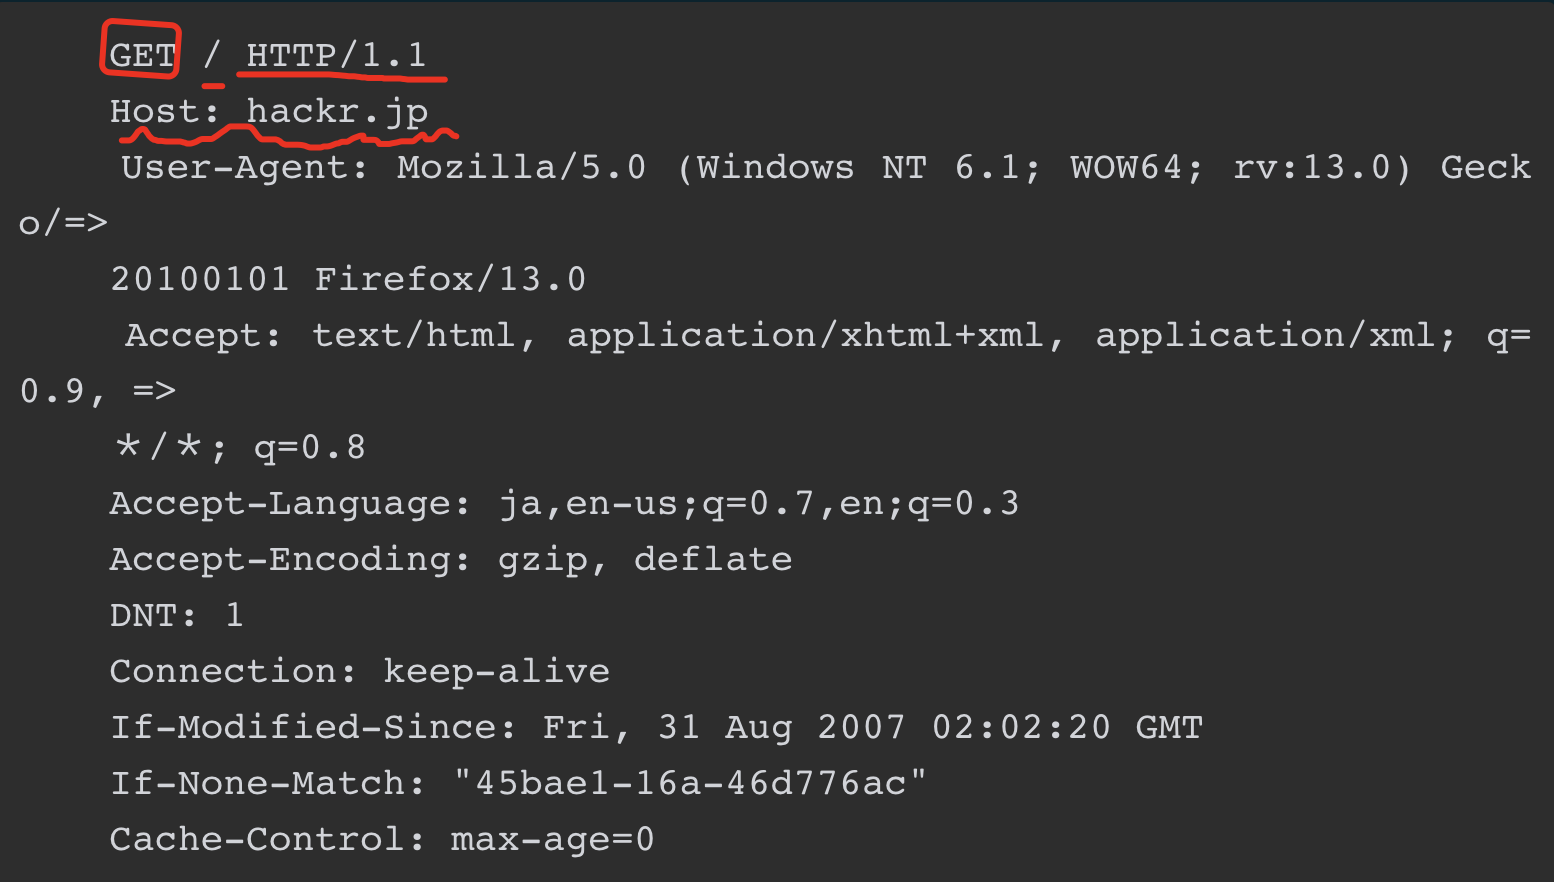 GET / HTTP/1.1
Host: hackr.jp
User-Agent: Mozilla/5.0 (Windows NT 6.1; WOW64; rv:13.0) Geck
o/=>
20100101 Firefox/13.0
Accept: text/html, application/xhtml+xml, application/xml; q=
0.9, =>
*/*; q=0.8
Accept-Language: ja,en-us;q=0.7,en;q=0.3
Accept-Encoding: gzip, deflate
DNT: 1
Connection: keep-alive
If-Modified-Since: Fri, 31 Aug 2007 02:02:20 GMT
If-None-Match: "45bae1-16a-46d776ac"
Cache-Control: max-age=0